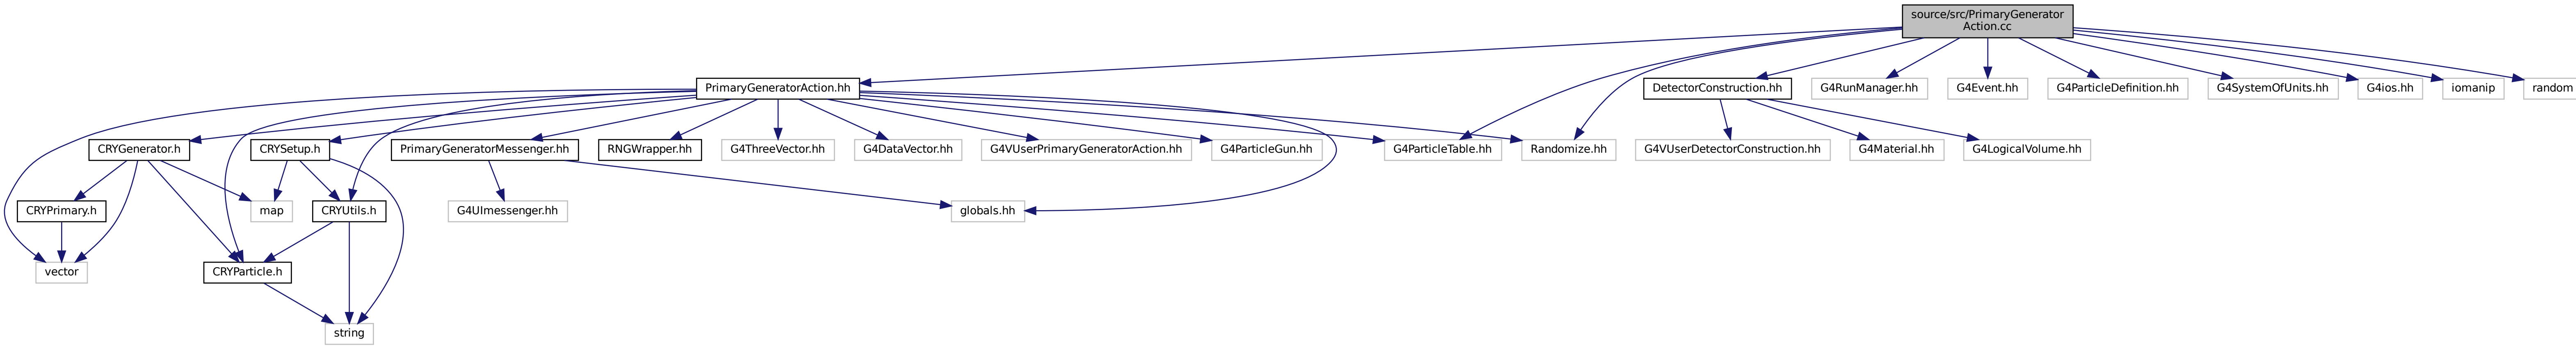 source/src/PrimaryGenerator
Action.cc
PrimaryGeneratorAction.hh
DetectorConstruction.hh
G4RunManager.hh
G4Event.hh
G4ParticleDefinition.hh
G4SystemOfUnits.hh
G4ios.hh
iomanip
random
CRYGenerator.h
CRYSetup.h
PrimaryGeneratorMessenger.hh
RNGWrapper.hh
G4ThreeVector.hh
G4DataVector.hh
G4VUserPrimaryGeneratorAction.hh
G4ParticleGun.hh
G4ParticleTable.hh
Randomize.hh
G4VUserDetectorConstruction.hh
G4Material.hh
G4LogicalVolume.hh
CRYPrimary.h
map
CRYUtils.h
G4UImessenger.hh
globals.hh
vector
CRYParticle.h
string